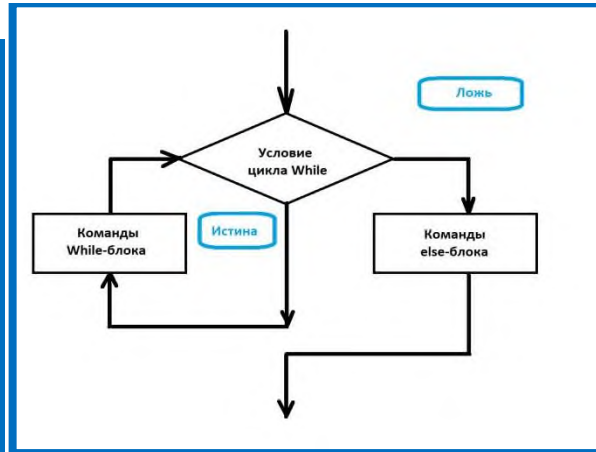 Ложь
Условие
цикла While
Истина
Команды
While-блока
Команды
else-блока